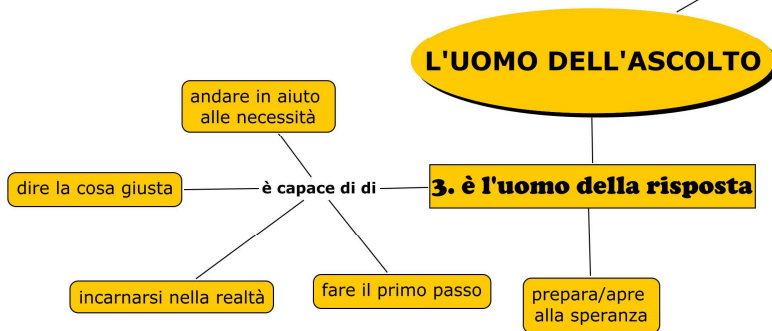 L'UOMO DELL'ASCOLTO
andare in aiuto
alle necessità
dire la cosa giusta
è capace di di
3. è l'uomo della risposta
incarnarsi nella realtà
fare il primo passo
prepara/apre
alla speranza